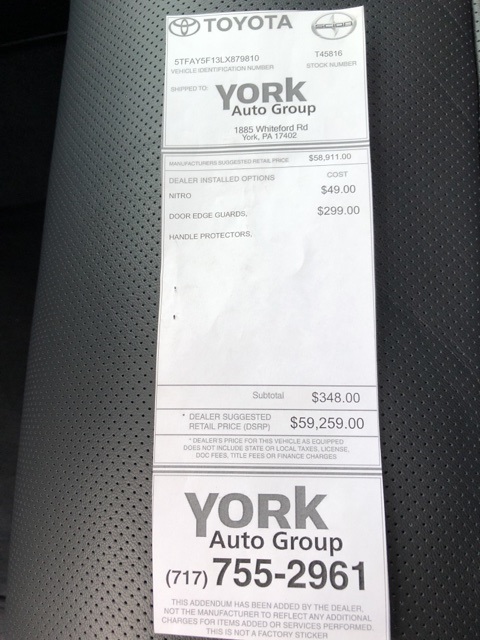 TOYOTA SCION
5TFAY5F13LX879810 T45816
VEHICLE IDENTIFICATION NUMBER STOCK NUMBER
SHIPPED TO: YORK
Auto Group
1885 Whiteford Rd
York, PA 17402
MANUFACTURERS SUGGESTED RETAIL PRICE $58,911.00
DEALER INSTALLED OPTIONS COST
NITRO $49.00
DOOR EDGE GUARDS, $299.00
HANDLE PROTECTORS,
Subtotal $348.00
* DEALER SUGGESTED
RETAIL PRICE (DSRP) $59,259.00
* DEALER'S PRICE FOR THIS VEHICLE AS EQUIPPED
DOES NOT INCLUDE STATE OR LOCAL TAXES, LICENSE,
DOC FEES, TITLE FEES OR FINANCE CHARGES
YORK
Auto Group
(717) 755-2961
THIS ADDENDUM HAS BEEN ADDED BY THE DEALER,
NOT THE MANUFACTURER TO REFLECT ANY ADDITIONAL
CHARGES FOR ITEMS ADDED OR SERVICES PERFORMED.
THIS IS NOT A FACTORY STICKER